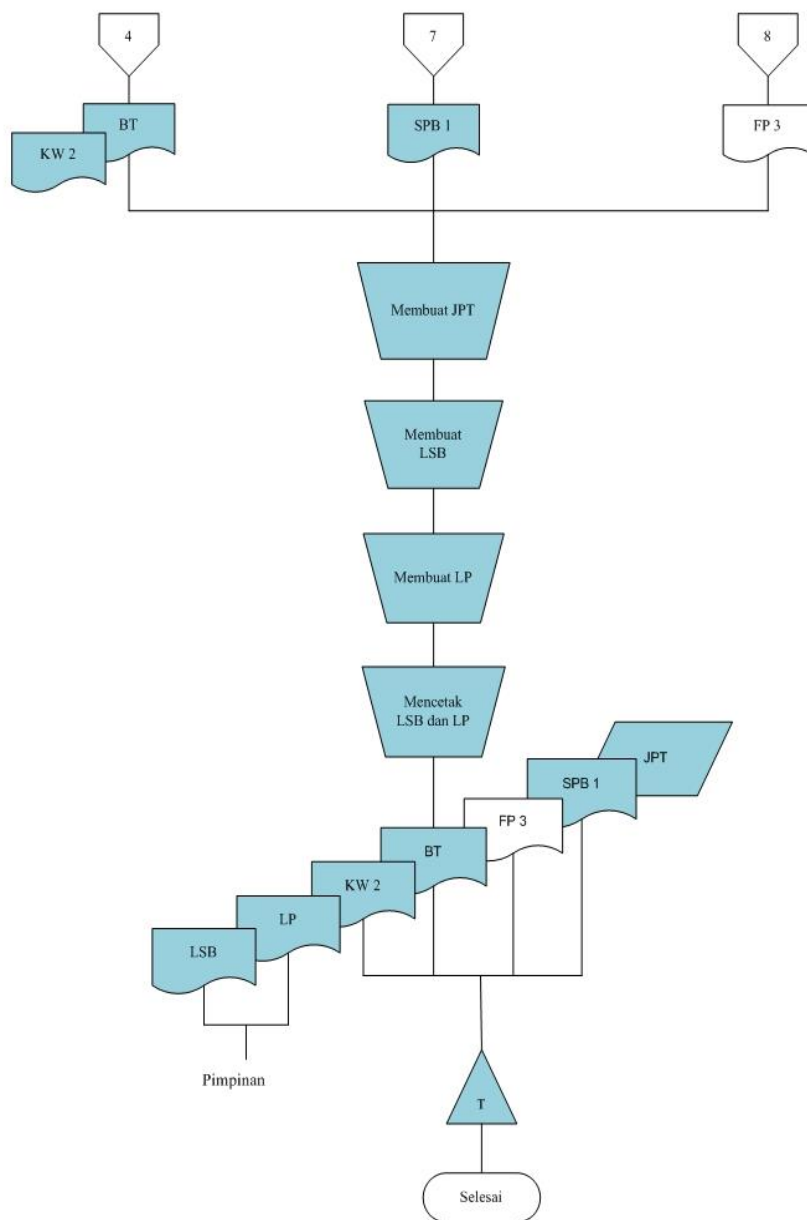 4
7
8
BT
KW 2
SPB 1
FP 3
Membuat JPT
Membuat
LSB
Membuat LP
Mencetak
LSB dan LP
JPT
SPB 1
FP 3
BT
KW 2
LP
LSB
Pimpinan
T
Selesai